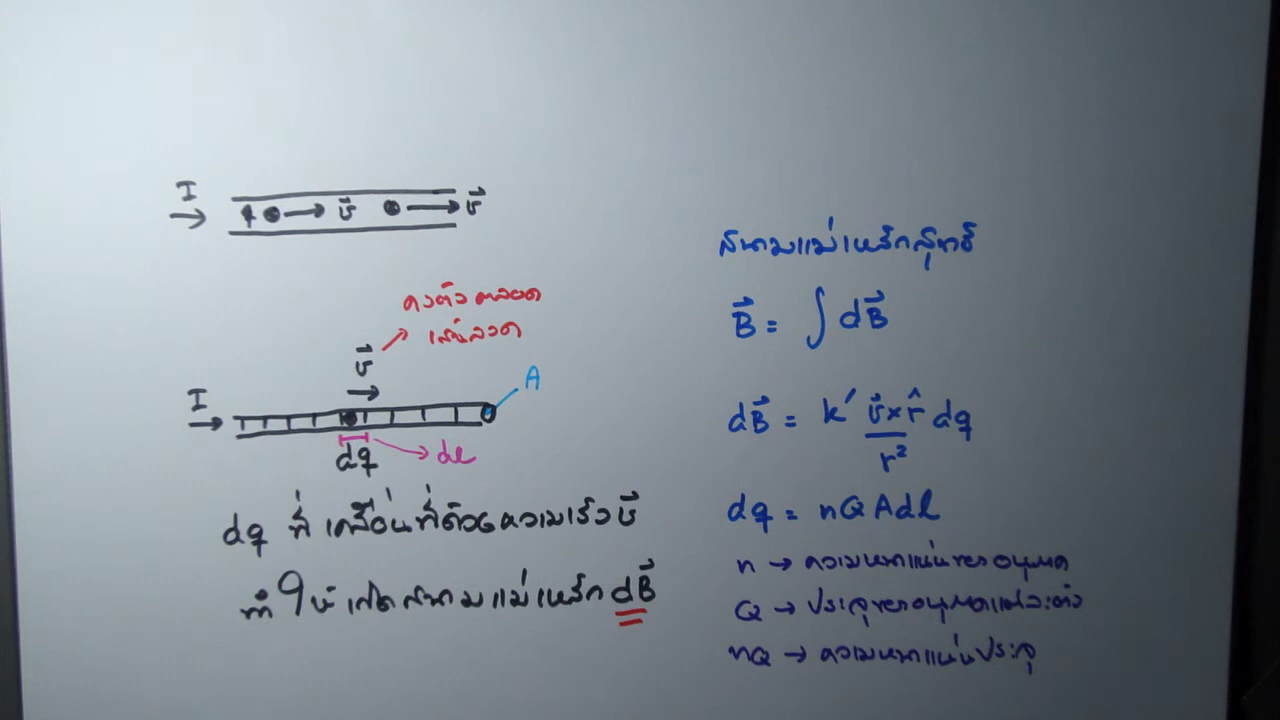 I
q v⃗ v⃗
คงตัวตลอด
เส้นลวด
v⃗
I A
dq dl
dq ที่เคลื่อนที่ด้วยความเร็ว v⃗
ทำให้เกิดสนามแม่เหล็ก dB⃗
สนามแม่เหล็กสุทธิ
B⃗ = ∫ dB⃗
dB⃗ = k′ v⃗×r̂/r² dq
dq = nQAdl
n → ความหนาแน่นของอนุภาค
Q → ประจุของอนุภาคแต่ละตัว
nQ → ความหนาแน่นประจุ